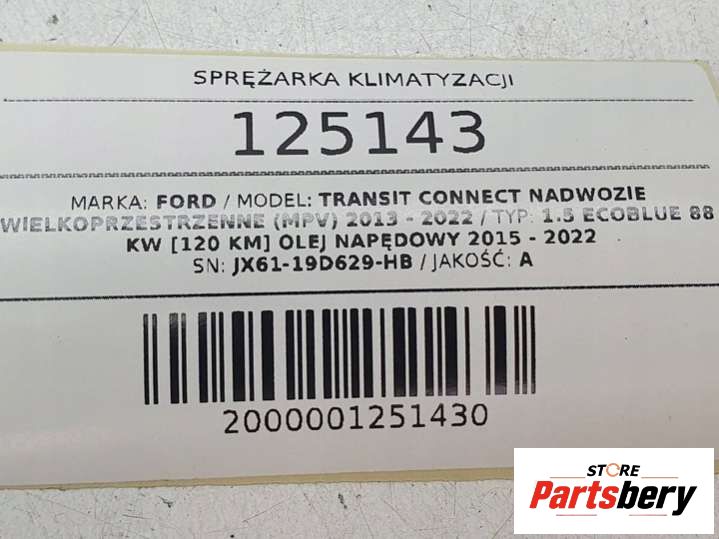 SPRĘŻARKA KLIMATYZACJI
125143
MARKA: FORD / MODEL: TRANSIT CONNECT NADWOZIE
WIELKOPRZESTRZENNE (MPV) 2013 - 2022 / TYP: 1.5 ECOBLUE 88
KW [120 KM] OLEJ NAPĘDOWY 2015 - 2022
SN: JX61-19D629-HB / JAKOŚĆ: A
2000001251430
STORE
Partsbery